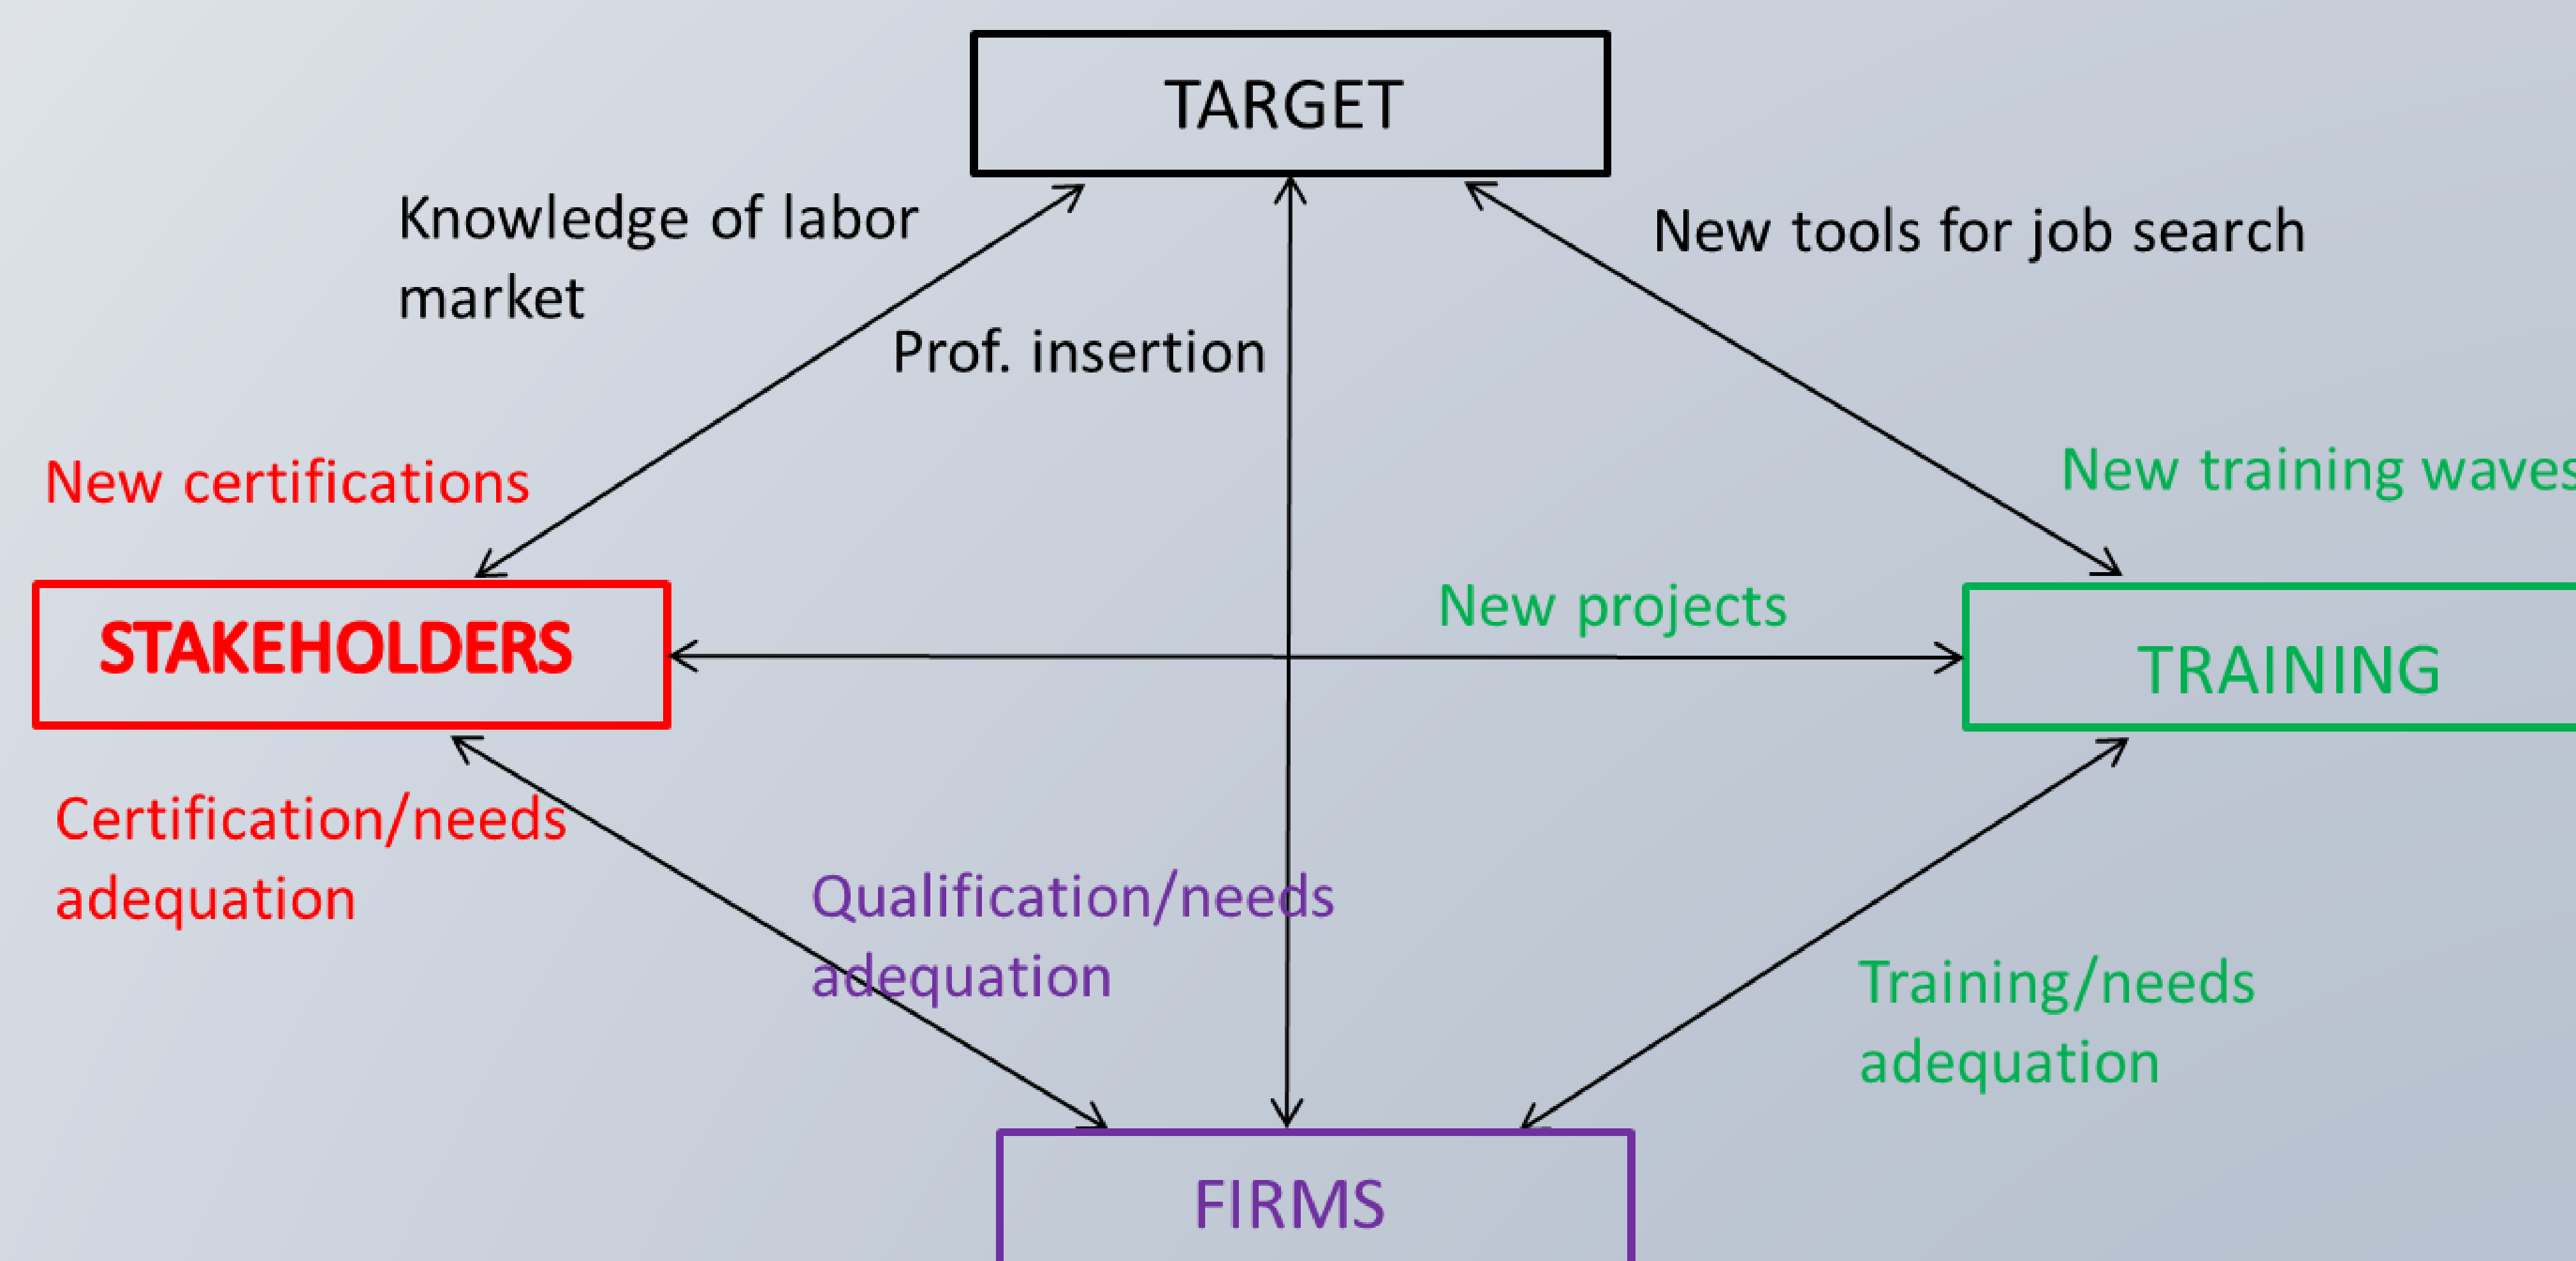 TARGET
Knowledge of labor
market
New tools for job search
Prof. insertion
New certifications
New training waves
New projects
STAKEHOLDERS
TRAINING
Certification/needs
adequation
Qualification/needs
adequation
Training/needs
adequation
FIRMS